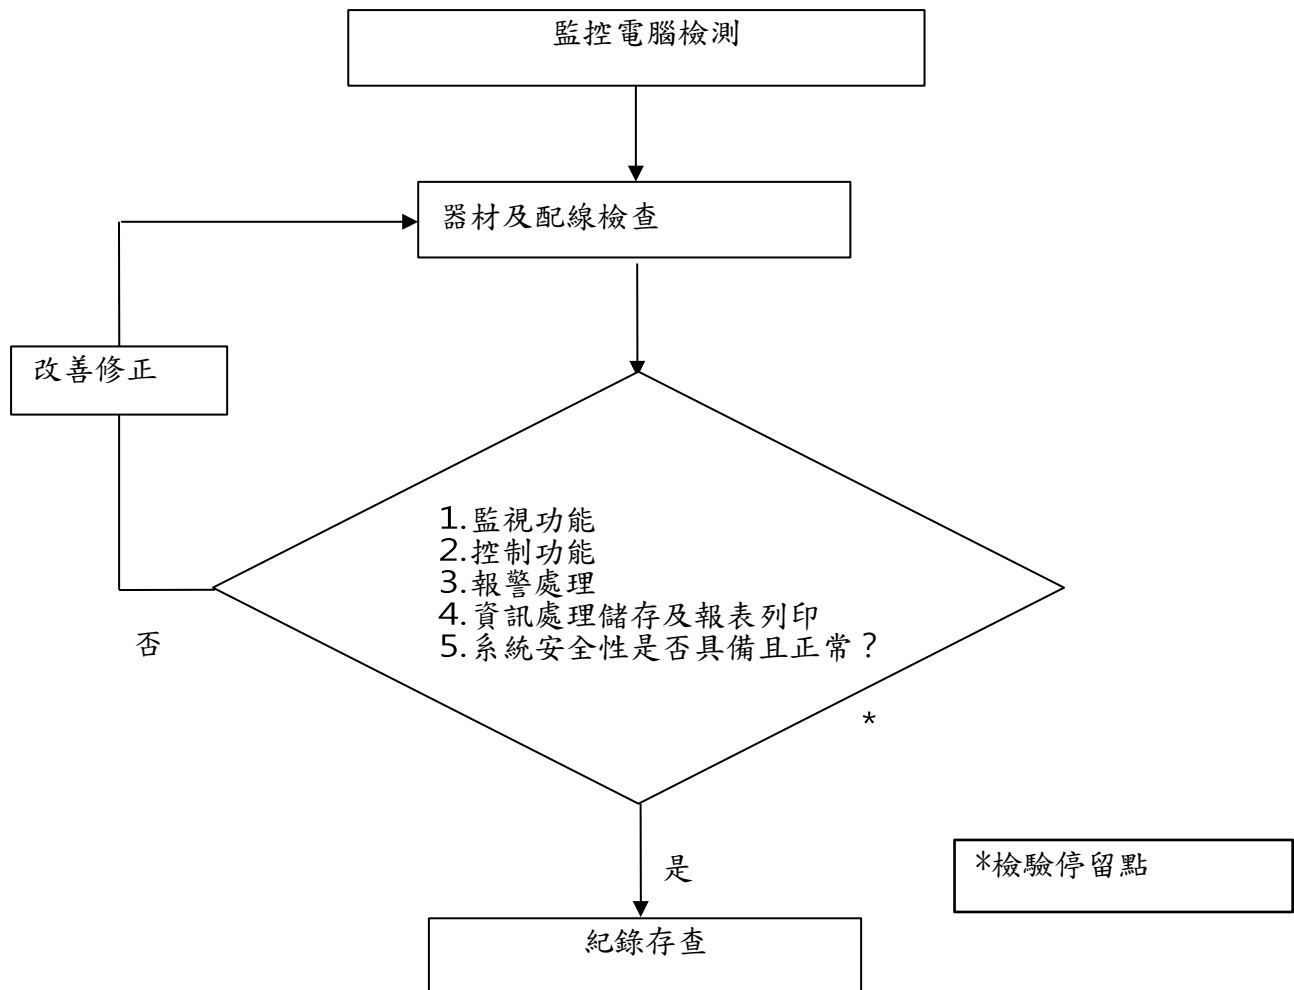 監控電腦檢測
器材及配線檢查
改善修正
1.監視功能
2.控制功能
3.報警處理
4.資訊處理儲存及報表列印
5.系統安全性是否具備且正常？
否
*
是
*檢驗停留點
紀錄存查